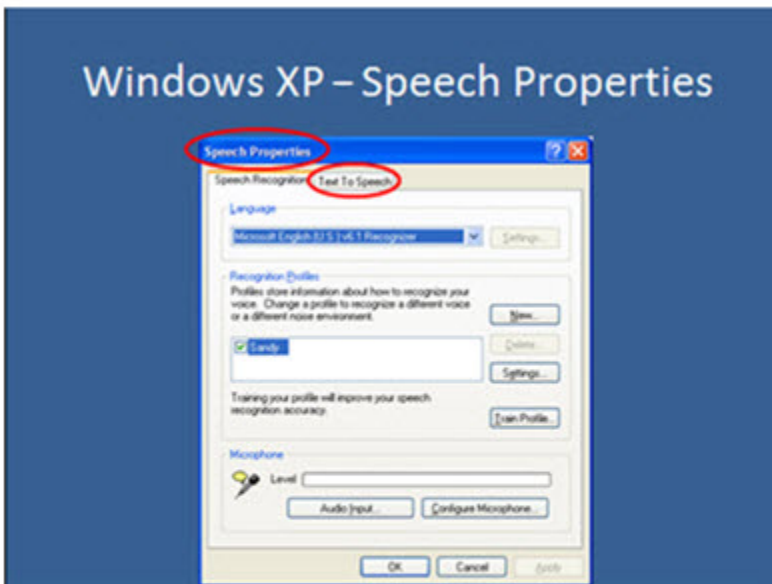 Windows XP – Speech Properties
Speech Properties
Speech Recognition Text To Speech
Language
Microsoft English (U.S.) v6.1 Recognizer Settings...
Recognition Profiles
Profiles store information about how to recognize your
voice. Change a profile to recognize a different voice
or a different noise environment.
New...
Sandy
Delete...
Settings...
Training your profile will improve your speech
recognition accuracy.
Train Profile...
Microphone
Level
Audio Input... Configure Microphone...
OK Cancel Apply